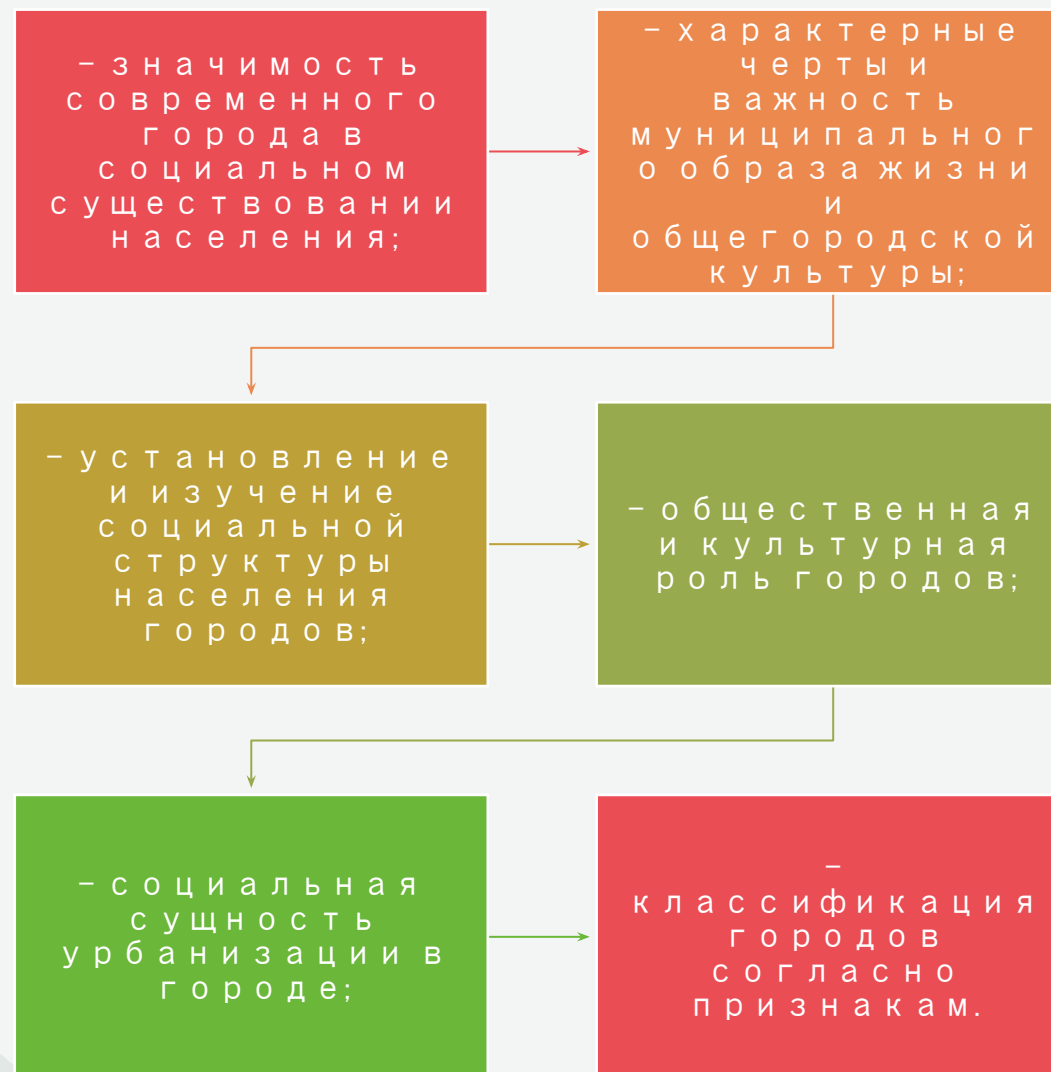 – значимость
современного
города в
социальном
существовании
населения;
– характерные
черты и
важность
муниципальног
о образа жизни
и
общегородской
культуры;
– установление
и изучение
социальной
структуры
населения
городов;
– общественная
и культурная
роль городов;
– социальная
сущность
урбанизации в
городе;
–
классификация
городов
согласно
признакам.